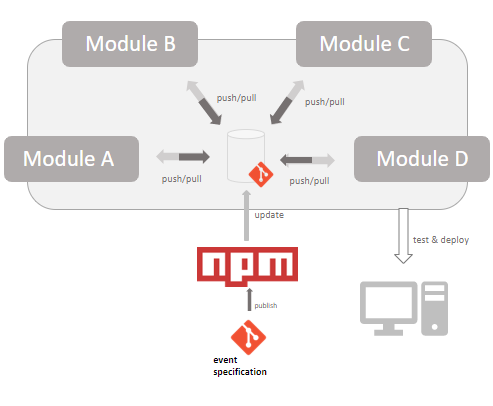 Module B
Module C
push/pull
push/pull
Module A
Module D
push/pull
push/pull
update
test & deploy
npm
publish
event
specification